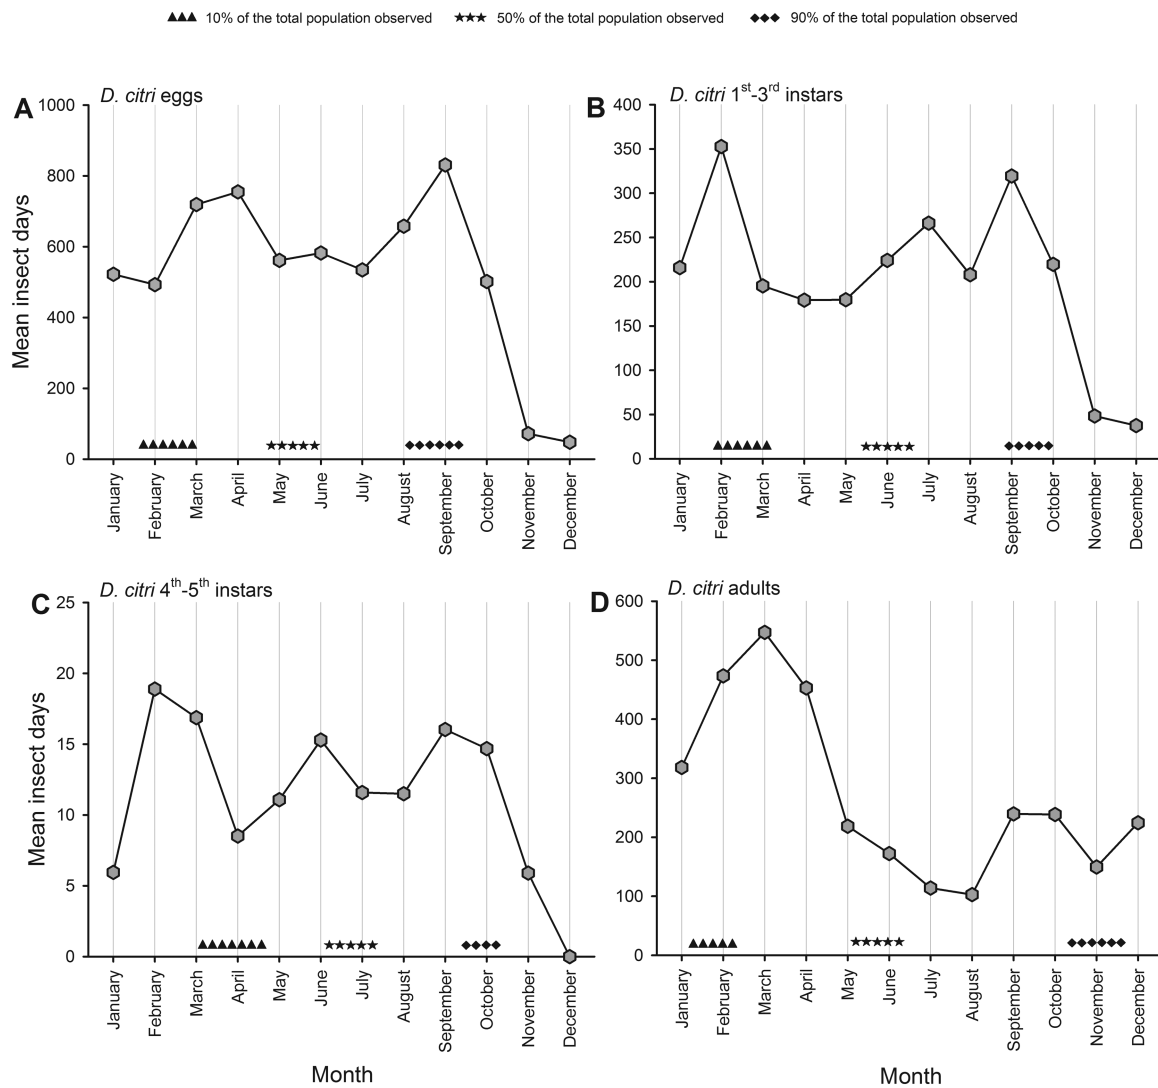 10% of the total population observed 50% of the total population observed 90% of the total population observed
A D. citri eggs
Mean insect days
1000
800
600
400
200
0
January February March April May June July August September October November December
B D. citri 1st-3rd instars
400
350
300
250
200
150
100
50
0
January February March April May June July August September October November December
C D. citri 4th-5th instars
Mean insect days
25
20
15
10
5
0
January February March April May June July August September October November December
Month
D D. citri adults
600
500
400
300
200
100
0
January February March April May June July August September October November December
Month